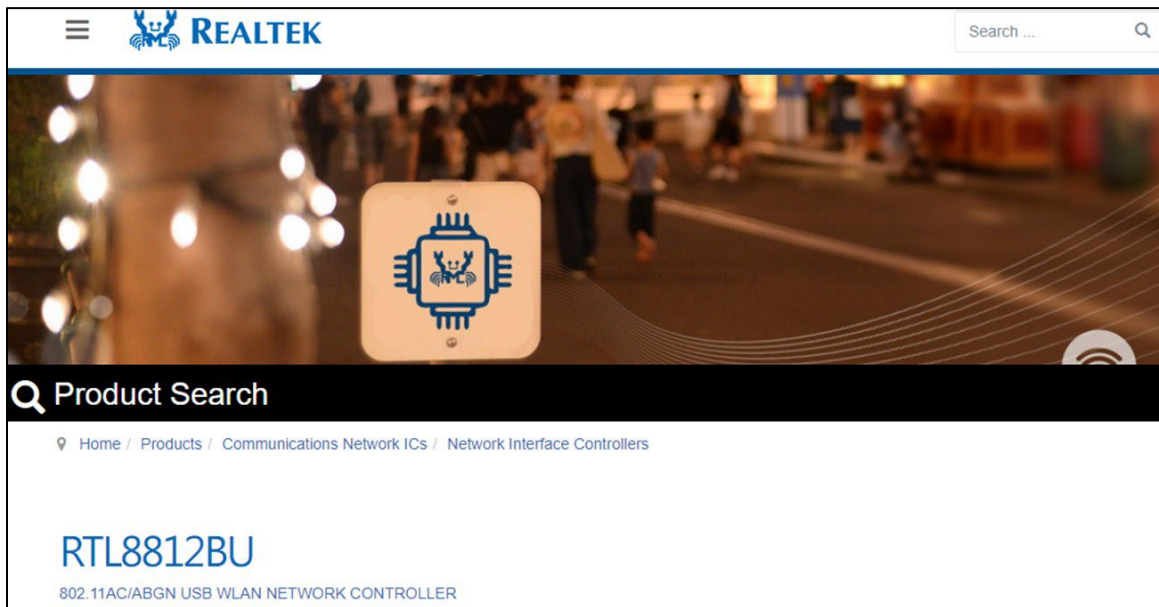 REALTEK
Search ...
Product Search
Home / Products / Communications Network ICs / Network Interface Controllers
RTL8812BU
802.11AC/ABGN USB WLAN NETWORK CONTROLLER